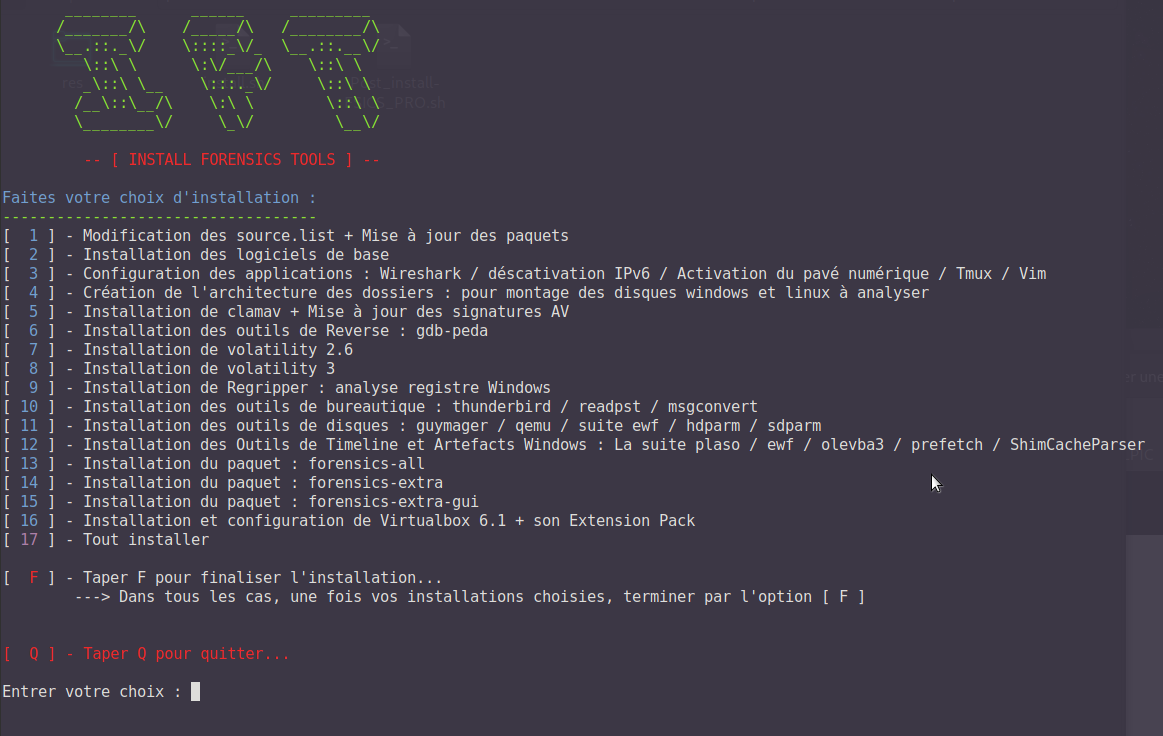 -- [ INSTALL FORENSICS TOOLS ] --
Faites votre choix d'installation :
-----------------------------------
[  1 ] - Modification des source.list + Mise à jour des paquets
[  2 ] - Installation des logiciels de base
[  3 ] - Configuration des applications : Wireshark / déscativation IPv6 / Activation du pavé numérique / Tmux / Vim
[  4 ] - Création de l'architecture des dossiers : pour montage des disques windows et linux à analyser
[  5 ] - Installation de clamav + Mise à jour des signatures AV
[  6 ] - Installation des outils de Reverse : gdb-peda
[  7 ] - Installation de volatility 2.6
[  8 ] - Installation de volatility 3
[  9 ] - Installation de Regripper : analyse registre Windows
[ 10 ] - Installation des outils de bureautique : thunderbird / readpst / msgconvert
[ 11 ] - Installation des outils de disques : guymager / qemu / suite ewf / hdparm / sdparm
[ 12 ] - Installation des Outils de Timeline et Artefacts Windows : La suite plaso / ewf / olevba3 / prefetch / ShimCacheParser
[ 13 ] - Installation du paquet : forensics-all
[ 14 ] - Installation du paquet : forensics-extra
[ 15 ] - Installation du paquet : forensics-extra-gui
[ 16 ] - Installation et configuration de Virtualbox 6.1 + son Extension Pack
[ 17 ] - Tout installer
[  F ] - Taper F pour finaliser l'installation...
---> Dans tous les cas, une fois vos installations choisies, terminer par l'option [ F ]
[  Q ] - Taper Q pour quitter...
Entrer votre choix :